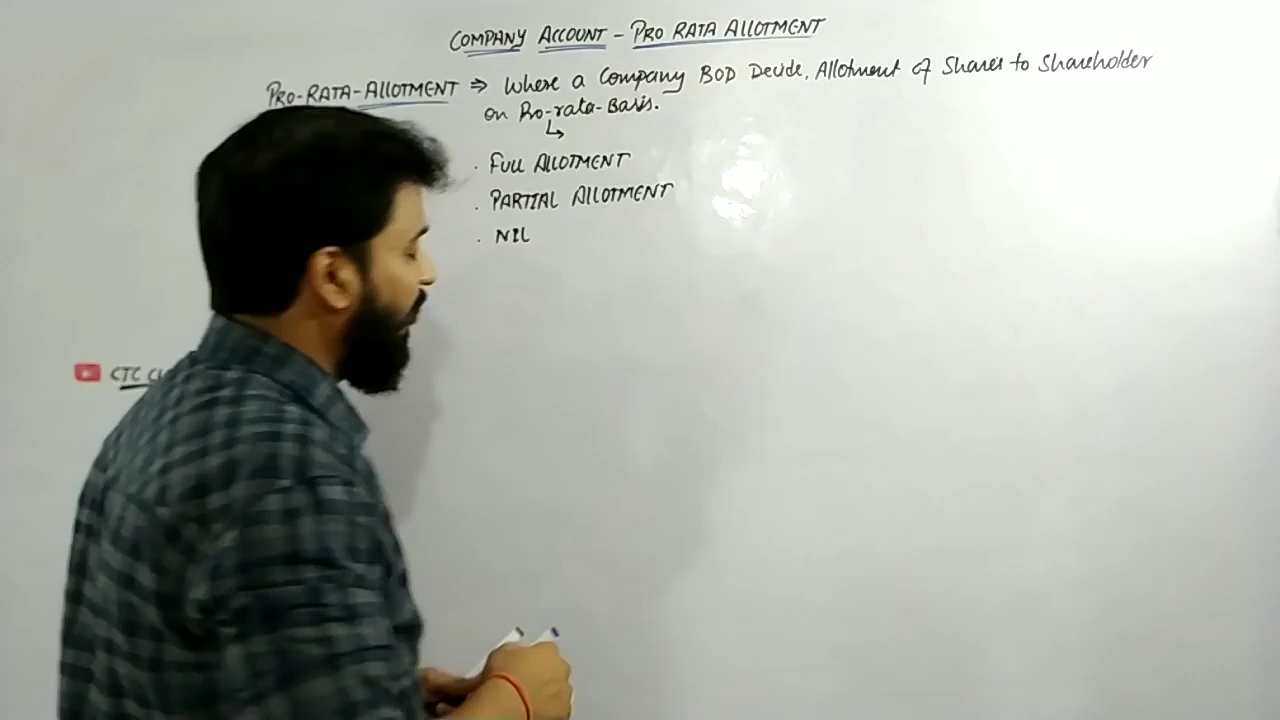 COMPANY ACCOUNT - PRO RATA ALLOTMENT
PRO-RATA-ALLOTMENT ⇒ Where a Company BOD Decide, Allotment of Shares to Shareholder
on Pro-rata-Basis.
↳
. FULL ALLOTMENT
. PARTIAL ALLOTMENT
. NIL
CTC